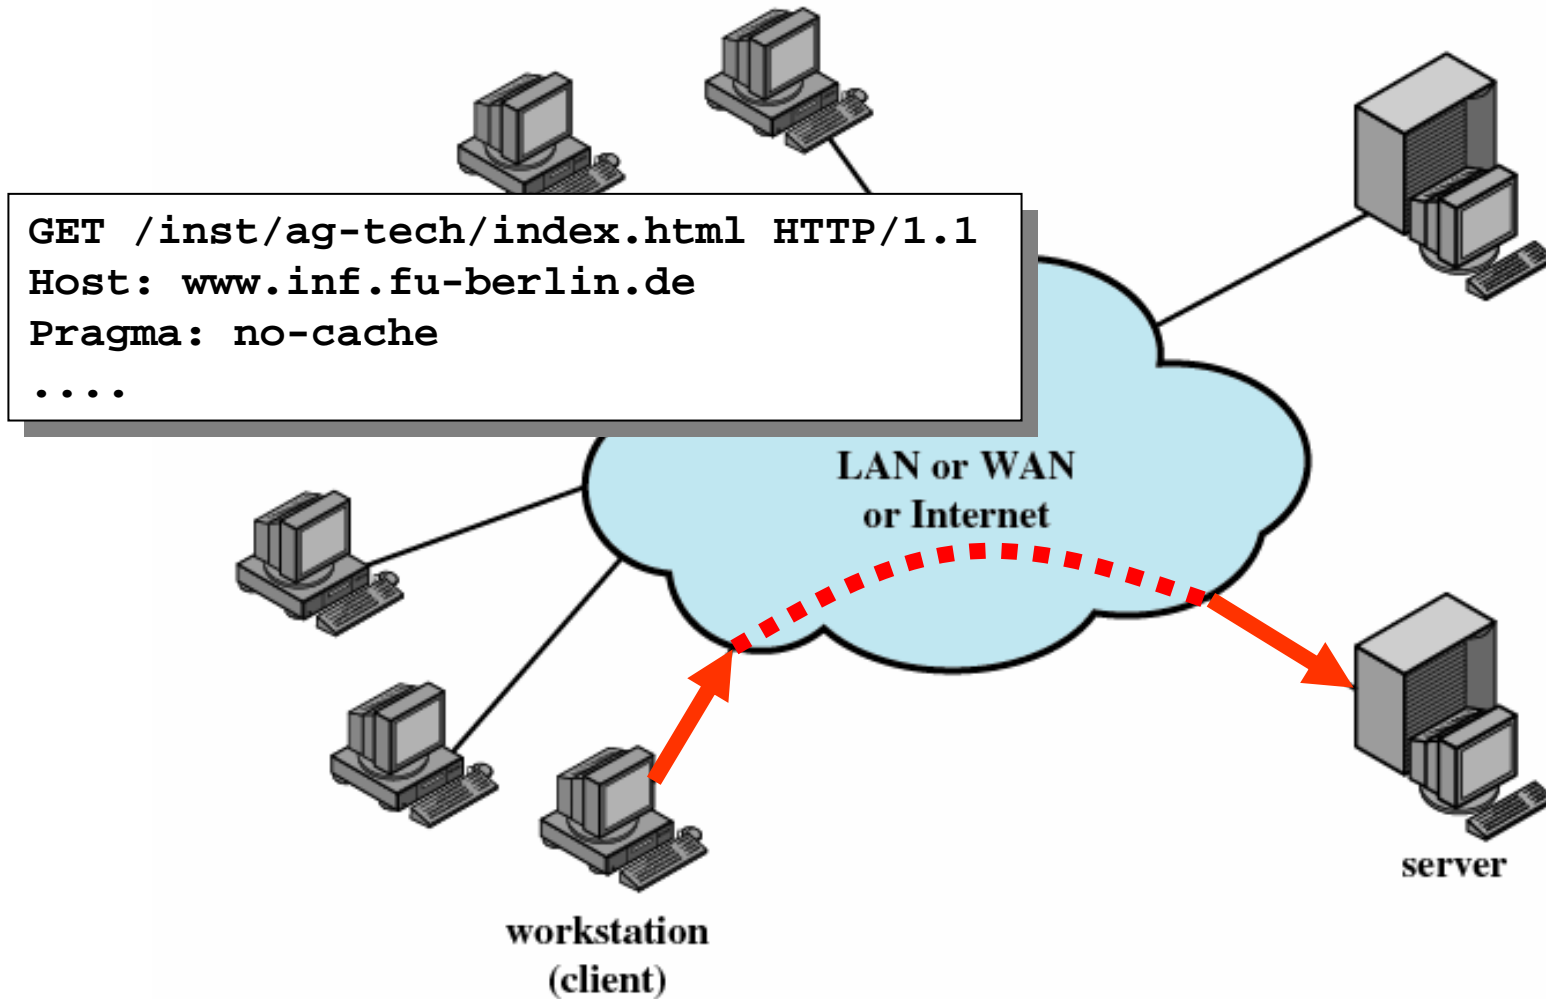 GET /inst/ag-tech/index.html HTTP/1.1
Host: www.inf.fu-berlin.de
Pragma: no-cache
....
LAN or WAN
or Internet
server
workstation
(client)